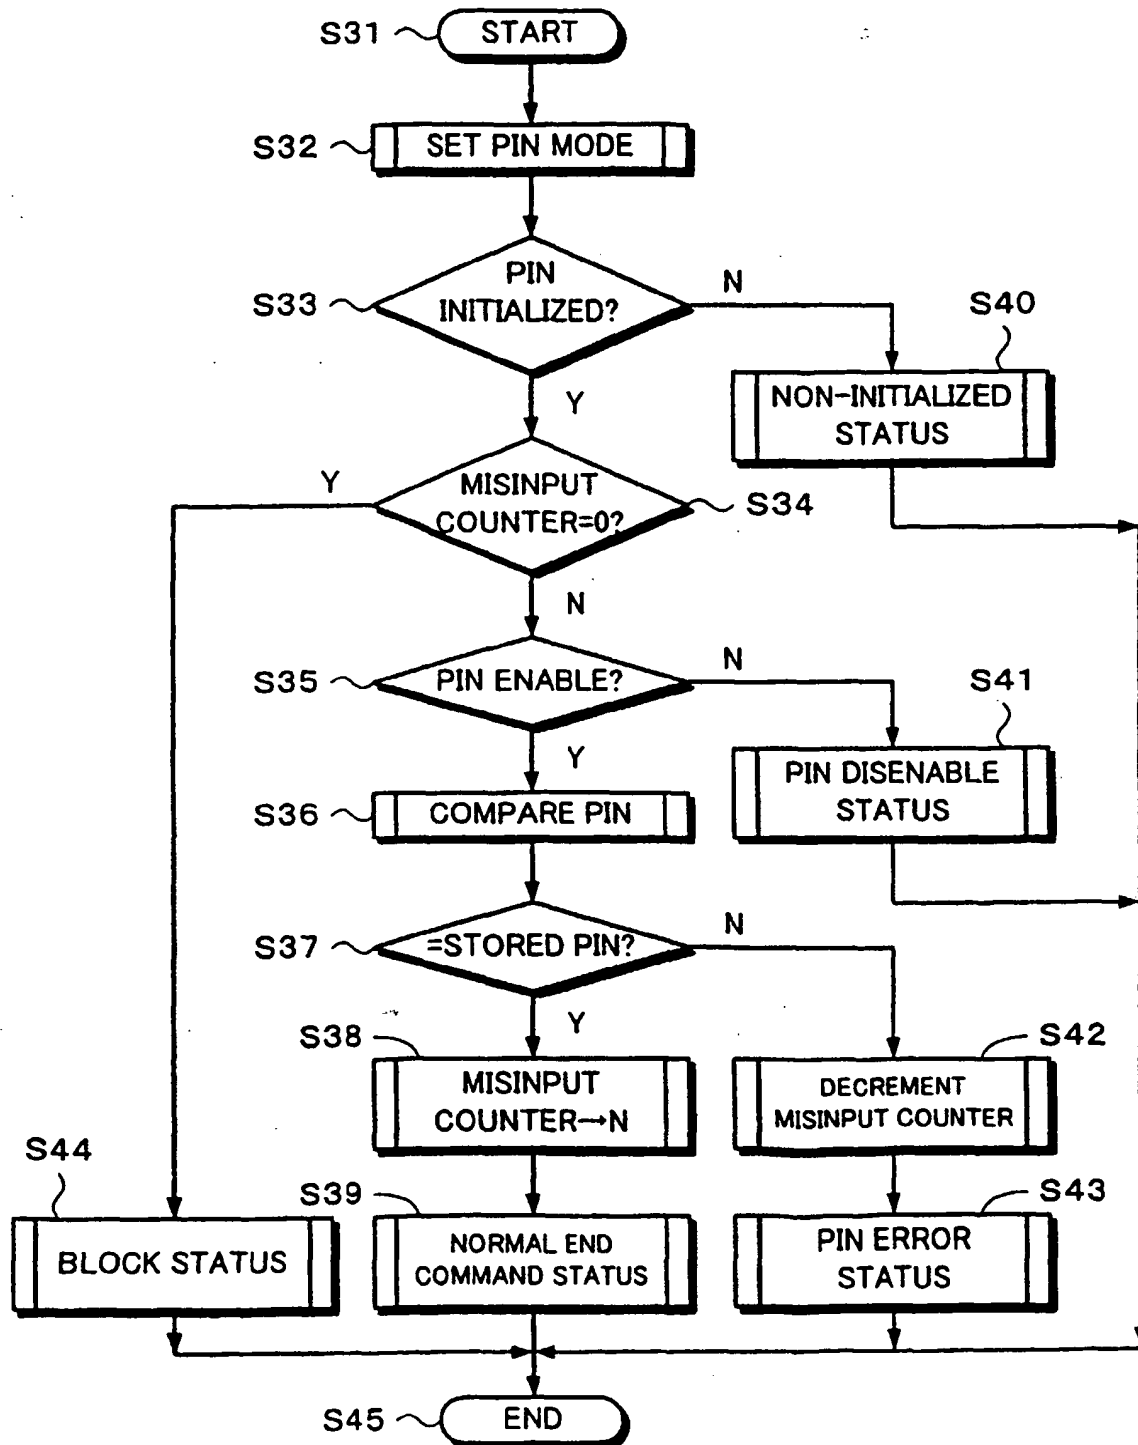 S31
START
S32
SET PIN MODE
S33
PIN
INITIALIZED?
N
S40
NON-INITIALIZED
STATUS
Y
Y
MISINPUT
COUNTER=0?
S34
N
S35
PIN ENABLE?
N
S41
PIN DISENABLE
STATUS
Y
S36
COMPARE PIN
S37
=STORED PIN?
N
Y
S38
MISINPUT
COUNTER→N
S42
DECREMENT
MISINPUT COUNTER
S44
BLOCK STATUS
S39
NORMAL END
COMMAND STATUS
S43
PIN ERROR
STATUS
S45
END